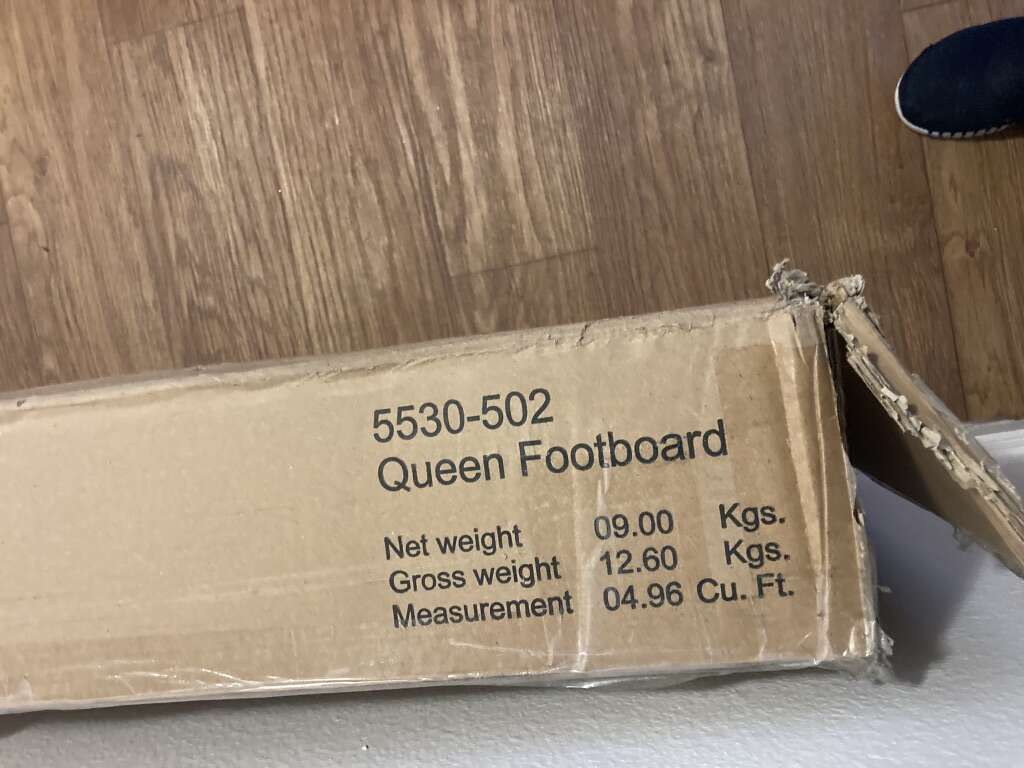 5530-502
Queen Footboard
Net weight 09.00 Kgs.
Gross weight 12.60 Kgs.
Measurement 04.96 Cu. Ft.